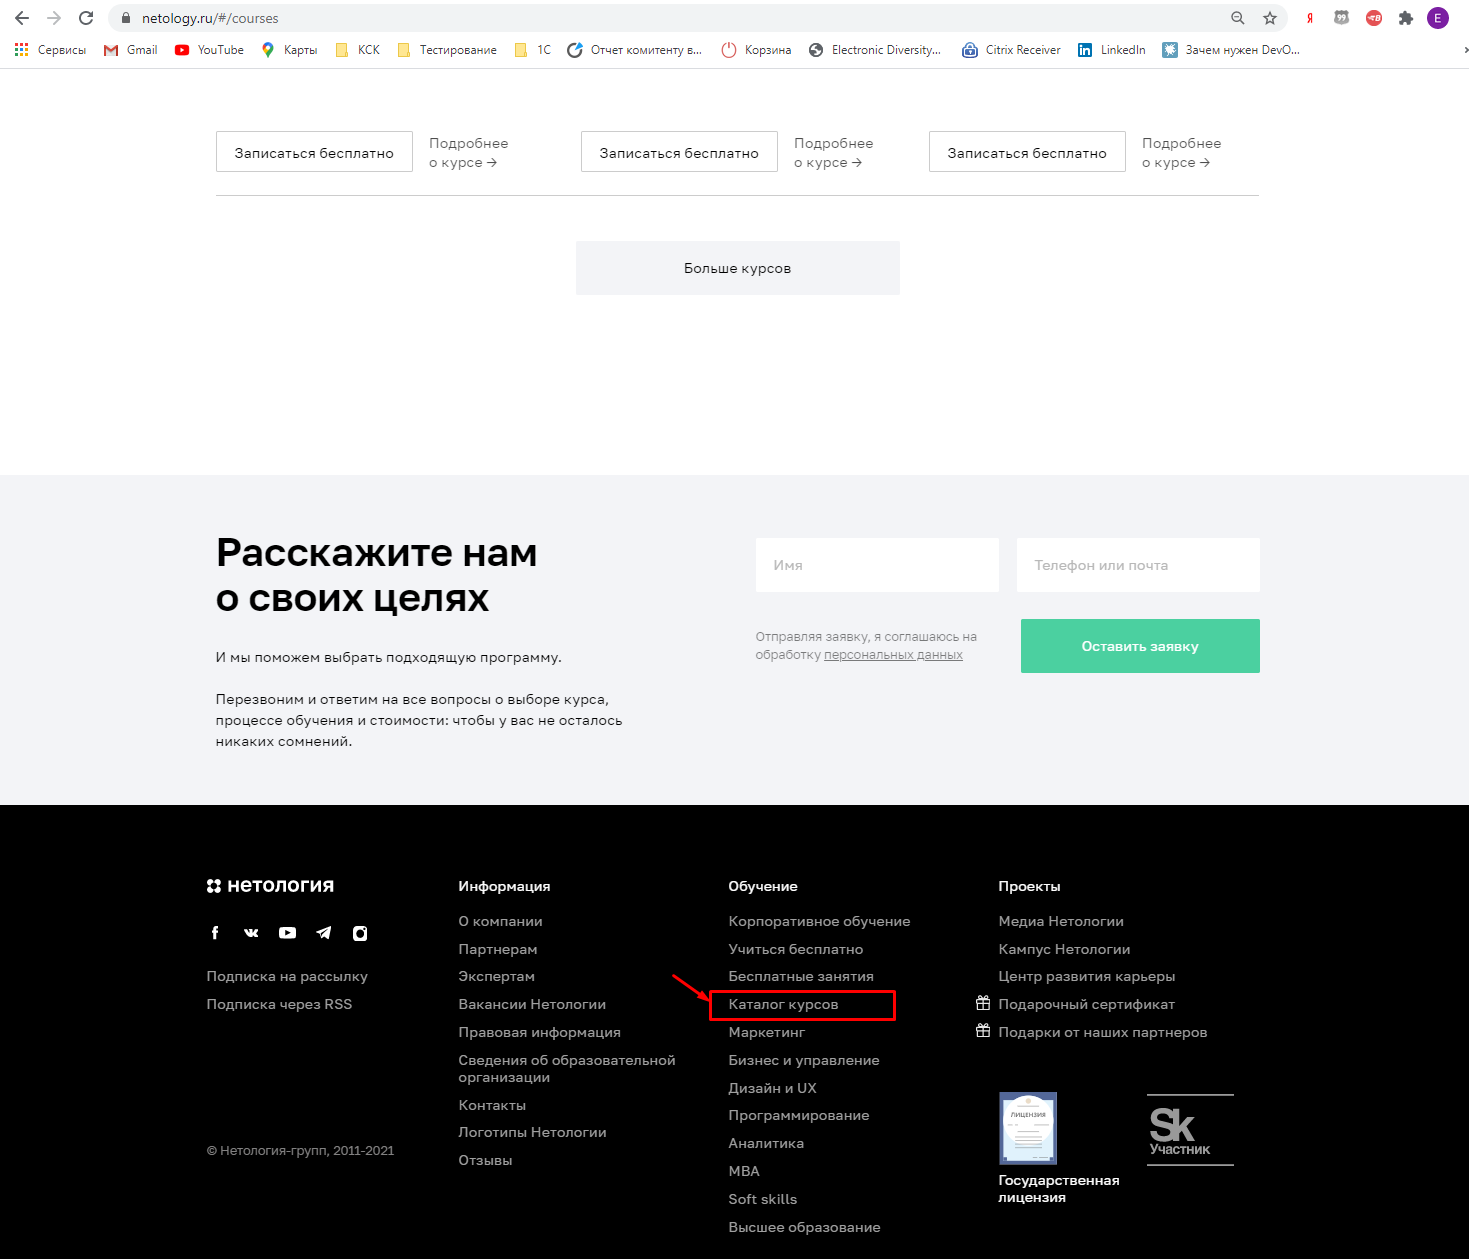 netology.ru/#/courses
Сервисы
Gmail
YouTube
Карты
КСК
Тестирование
1С
Отчет комитенту в...
Корзина
Electronic Diversity...
Citrix Receiver
LinkedIn
Зачем нужен DevO...
Я
99
E
Записаться бесплатно
Подробнее
о курсе →
Записаться бесплатно
Подробнее
о курсе →
Записаться бесплатно
Подробнее
о курсе →
Больше курсов
Расскажите нам
о своих целях
И мы поможем выбрать подходящую программу.
Перезвоним и ответим на все вопросы о выборе курса,
процессе обучения и стоимости: чтобы у вас не осталось
никаких сомнений.
Имя
Телефон или почта
Отправляя заявку, я соглашаюсь на
обработку персональных данных
Оставить заявку
нетология
Подписка на рассылку
Подписка через RSS
© Нетология-групп, 2011-2021
Информация
О компании
Партнерам
Экспертам
Вакансии Нетологии
Правовая информация
Сведения об образовательной
организации
Контакты
Логотипы Нетологии
Отзывы
Обучение
Корпоративное обучение
Учиться бесплатно
Бесплатные занятия
Каталог курсов
Маркетинг
Бизнес и управление
Дизайн и UX
Программирование
Аналитика
MBA
Soft skills
Высшее образование
Проекты
Медиа Нетологии
Кампус Нетологии
Центр развития карьеры
Подарочный сертификат
Подарки от наших партнеров
ЛИЦЕНЗИЯ
Государственная
лицензия
Sk
Участник